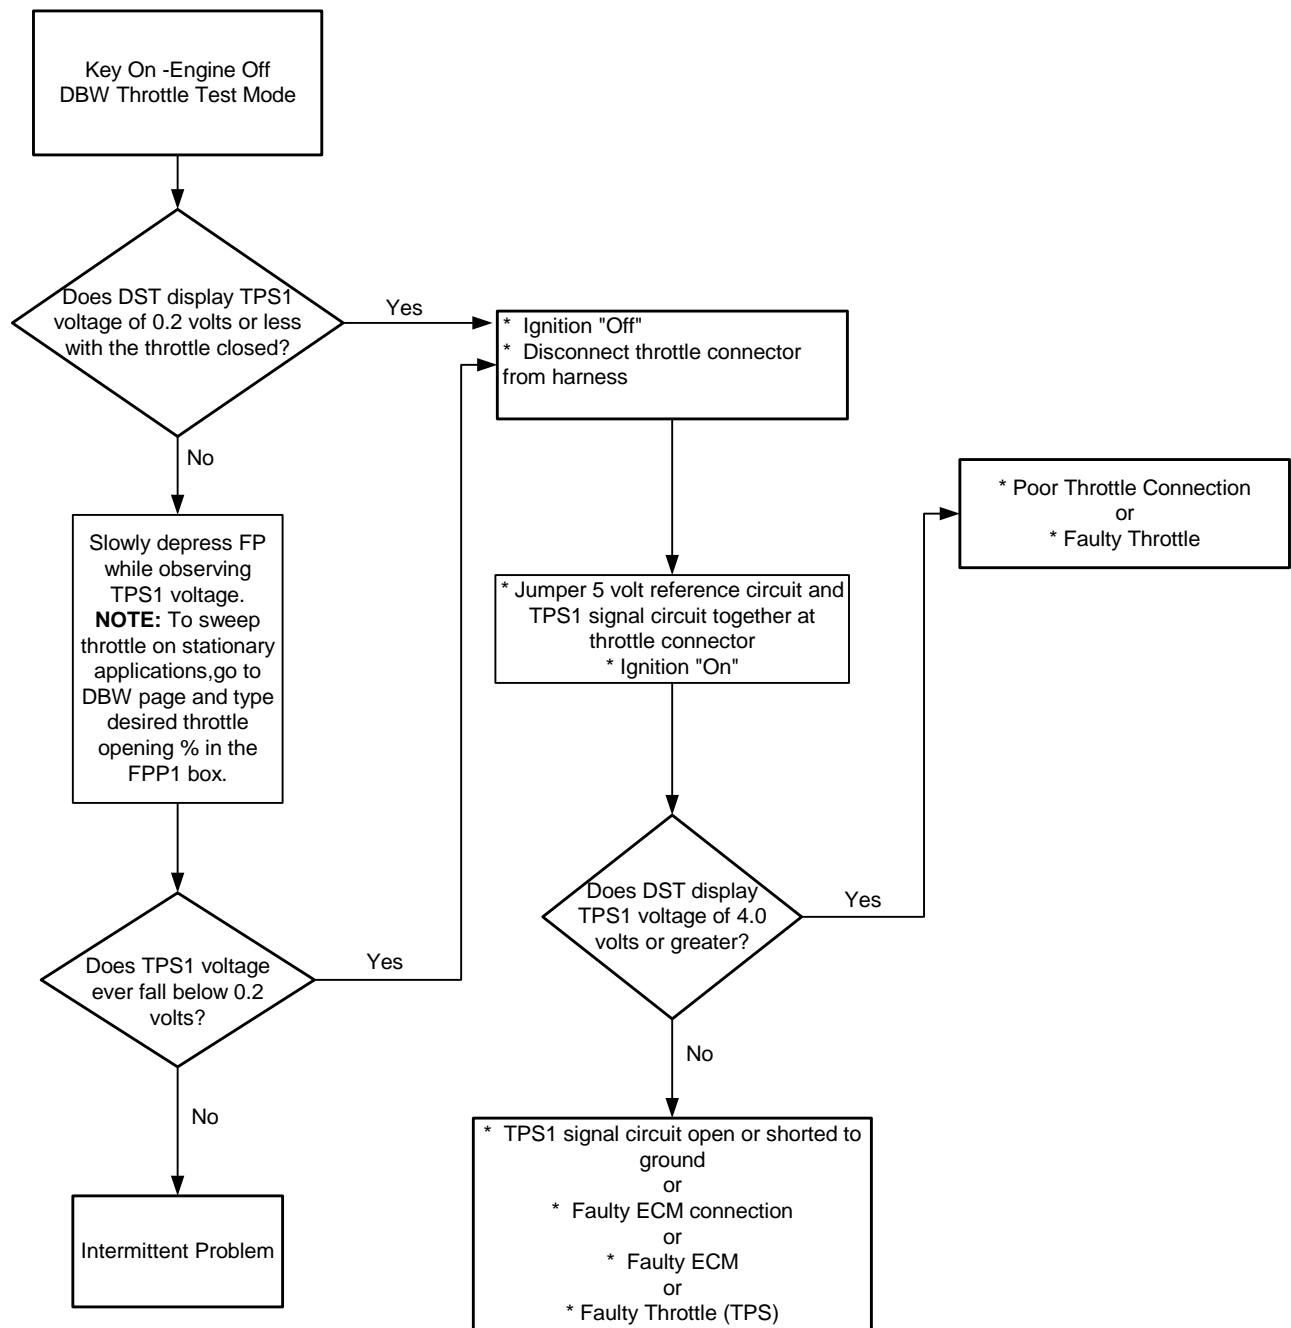 Key On -Engine Off
DBW Throttle Test Mode
Does DST display TPS1
voltage of 0.2 volts or less
with the throttle closed?
Yes
No
* Ignition "Off"
* Disconnect throttle connector
from harness
Slowly depress FP
while observing
TPS1 voltage.
NOTE: To sweep
throttle on stationary
applications,go to
DBW page and type
desired throttle
opening % in the
FPP1 box.
* Jumper 5 volt reference circuit and
TPS1 signal circuit together at
throttle connector
* Ignition "On"
* Poor Throttle Connection
or
* Faulty Throttle
Does DST display
TPS1 voltage of 4.0
volts or greater?
Yes
No
Does TPS1 voltage
ever fall below 0.2
volts?
Yes
No
Intermittent Problem
* TPS1 signal circuit open or shorted to
ground
or
* Faulty ECM connection
or
* Faulty ECM
or
* Faulty Throttle (TPS)